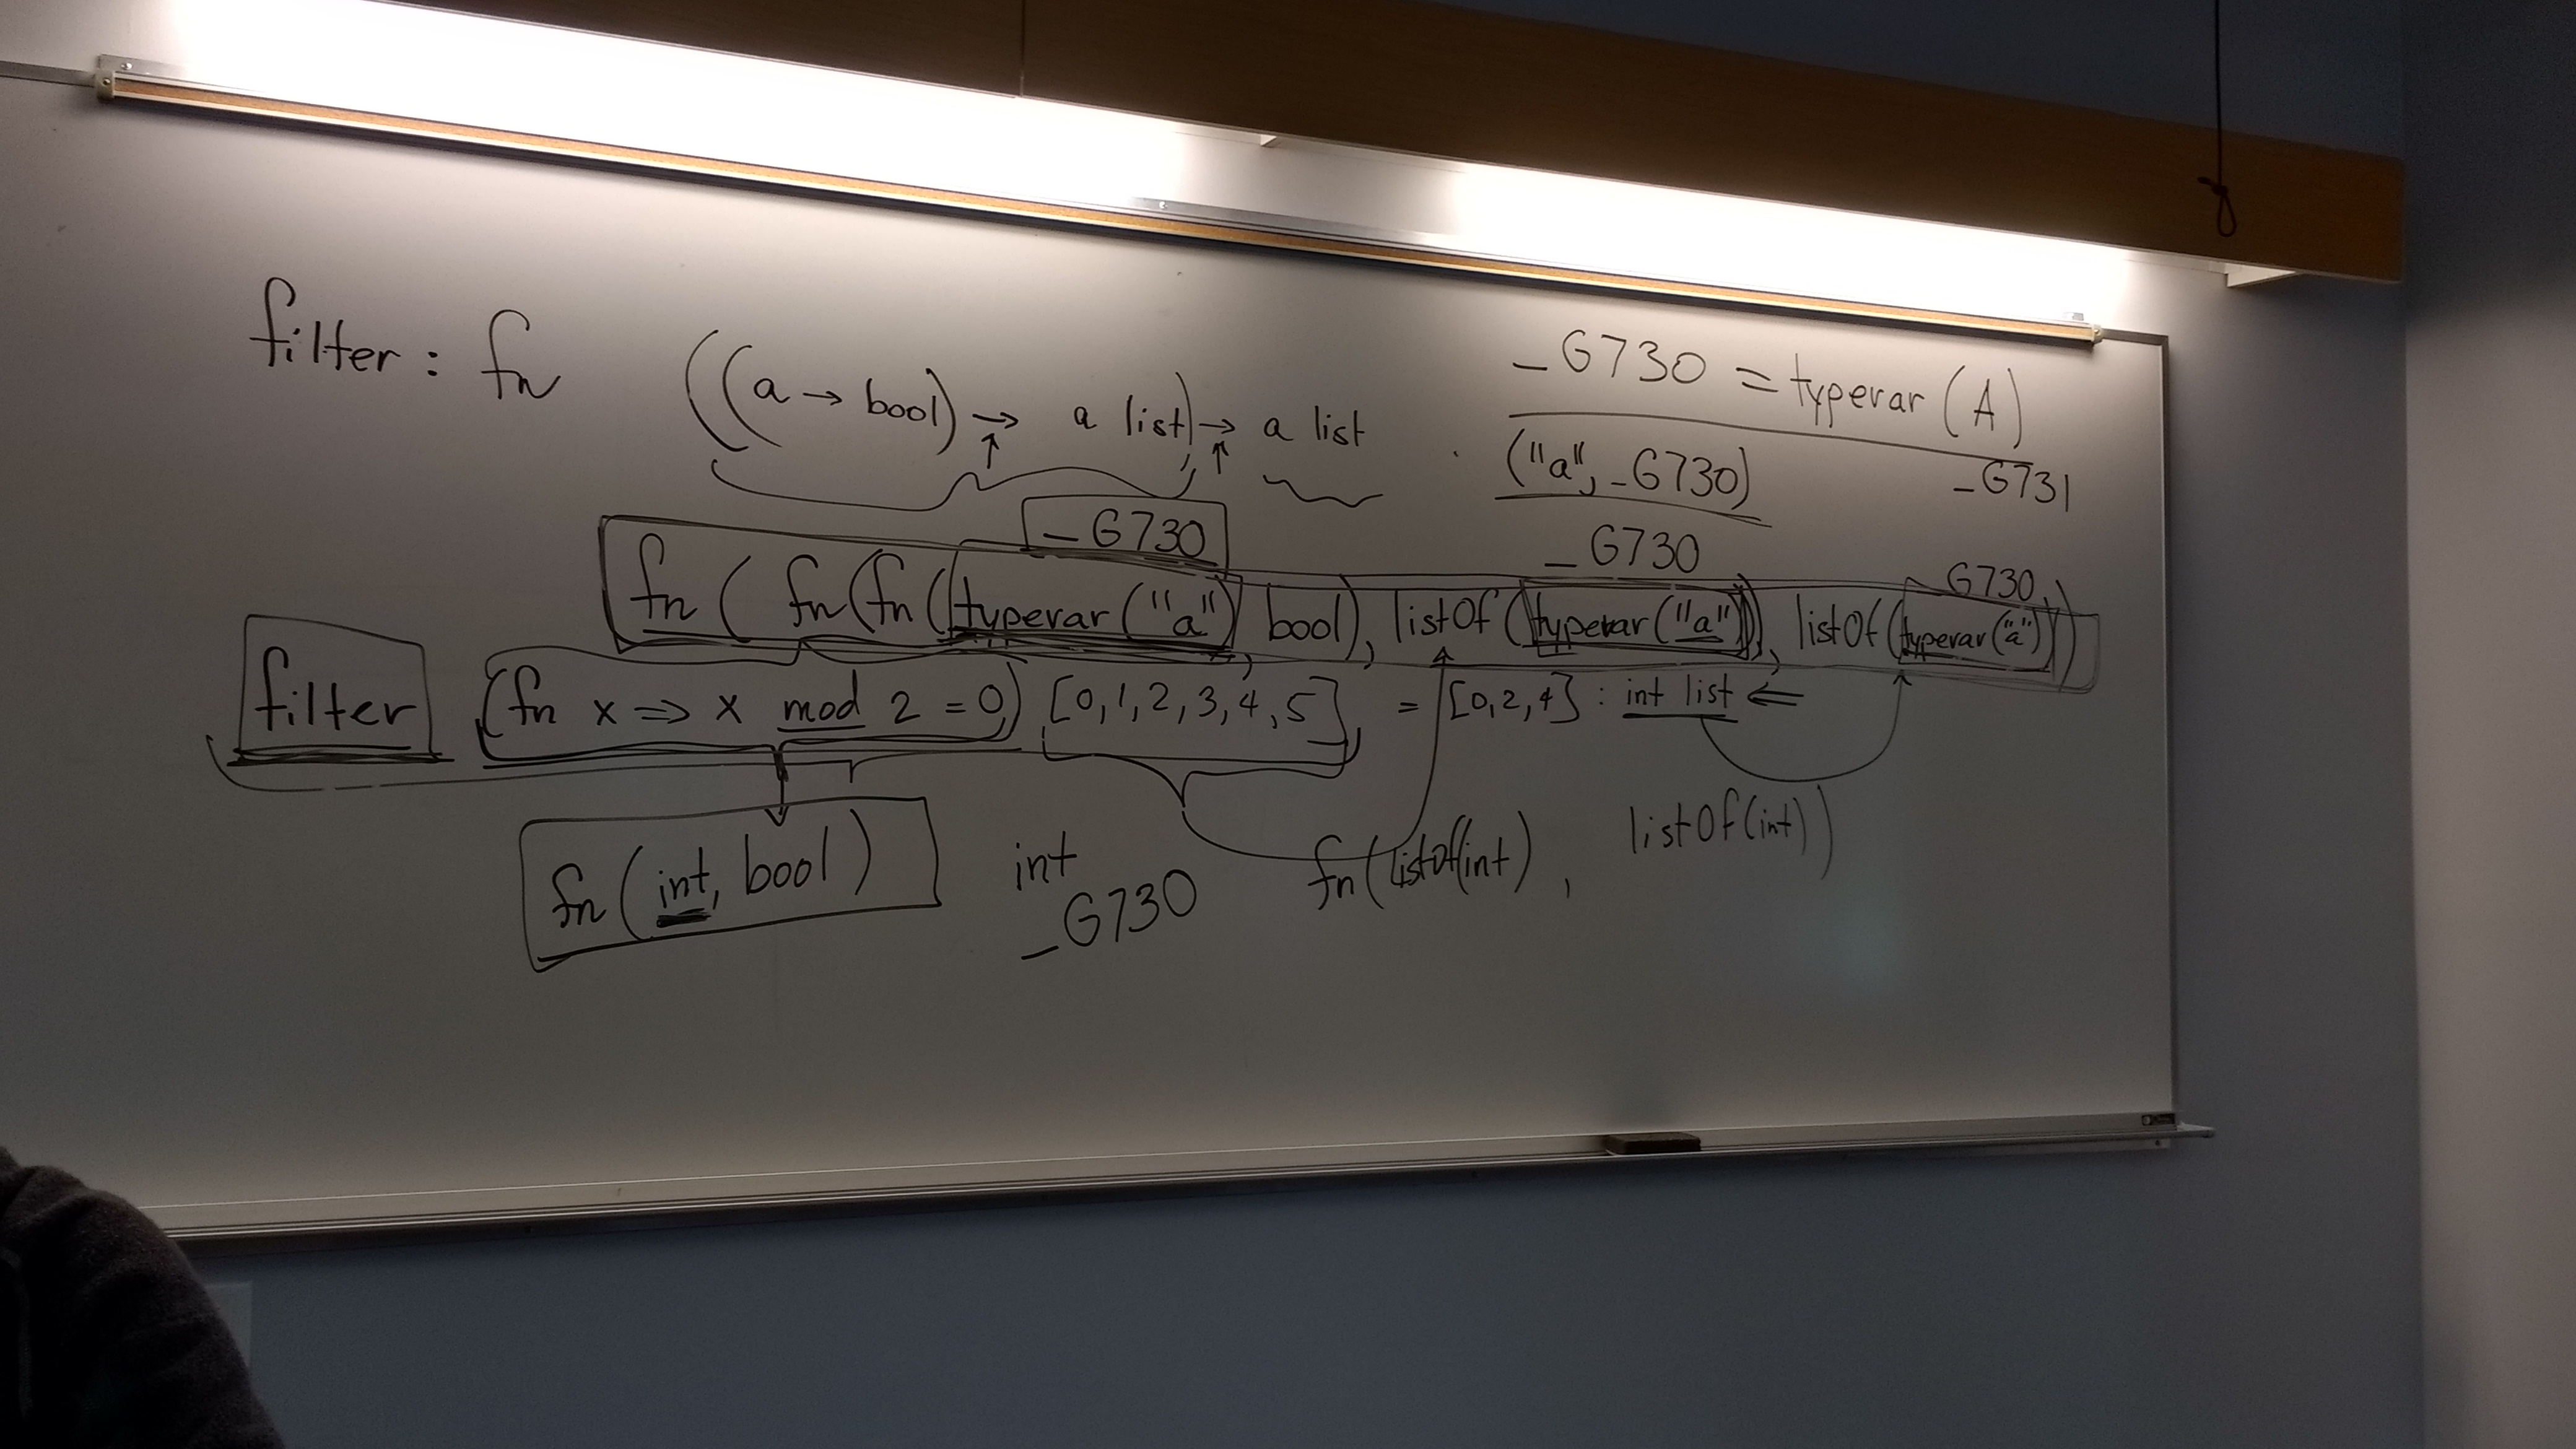 filter : fn ((a → bool) → a list) → a list
_G730 = typevar (A)
("a", _G730)
_G731
_G730
_G730
G730
fn ( fn (fn (typevar ("a") bool), listOf (typevar ("a")), listOf (typevar ("a")))
filter (fn x => x mod 2 = 0) [0,1,2,3,4,5] = [0,2,4] : int list ⇐
fn (int, bool)
int
_G730
fn (listOf(int), listOf(int))